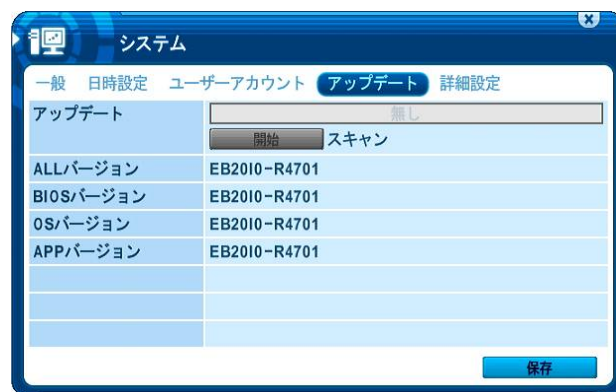 システム
一般 日時設定 ユーザーアカウント アップデート 詳細設定
アップデート 無し
開始 スキャン
ALLバージョン EB20I0-R4701
BIOSバージョン EB20I0-R4701
OSバージョン EB20I0-R4701
APPバージョン EB20I0-R4701
保存